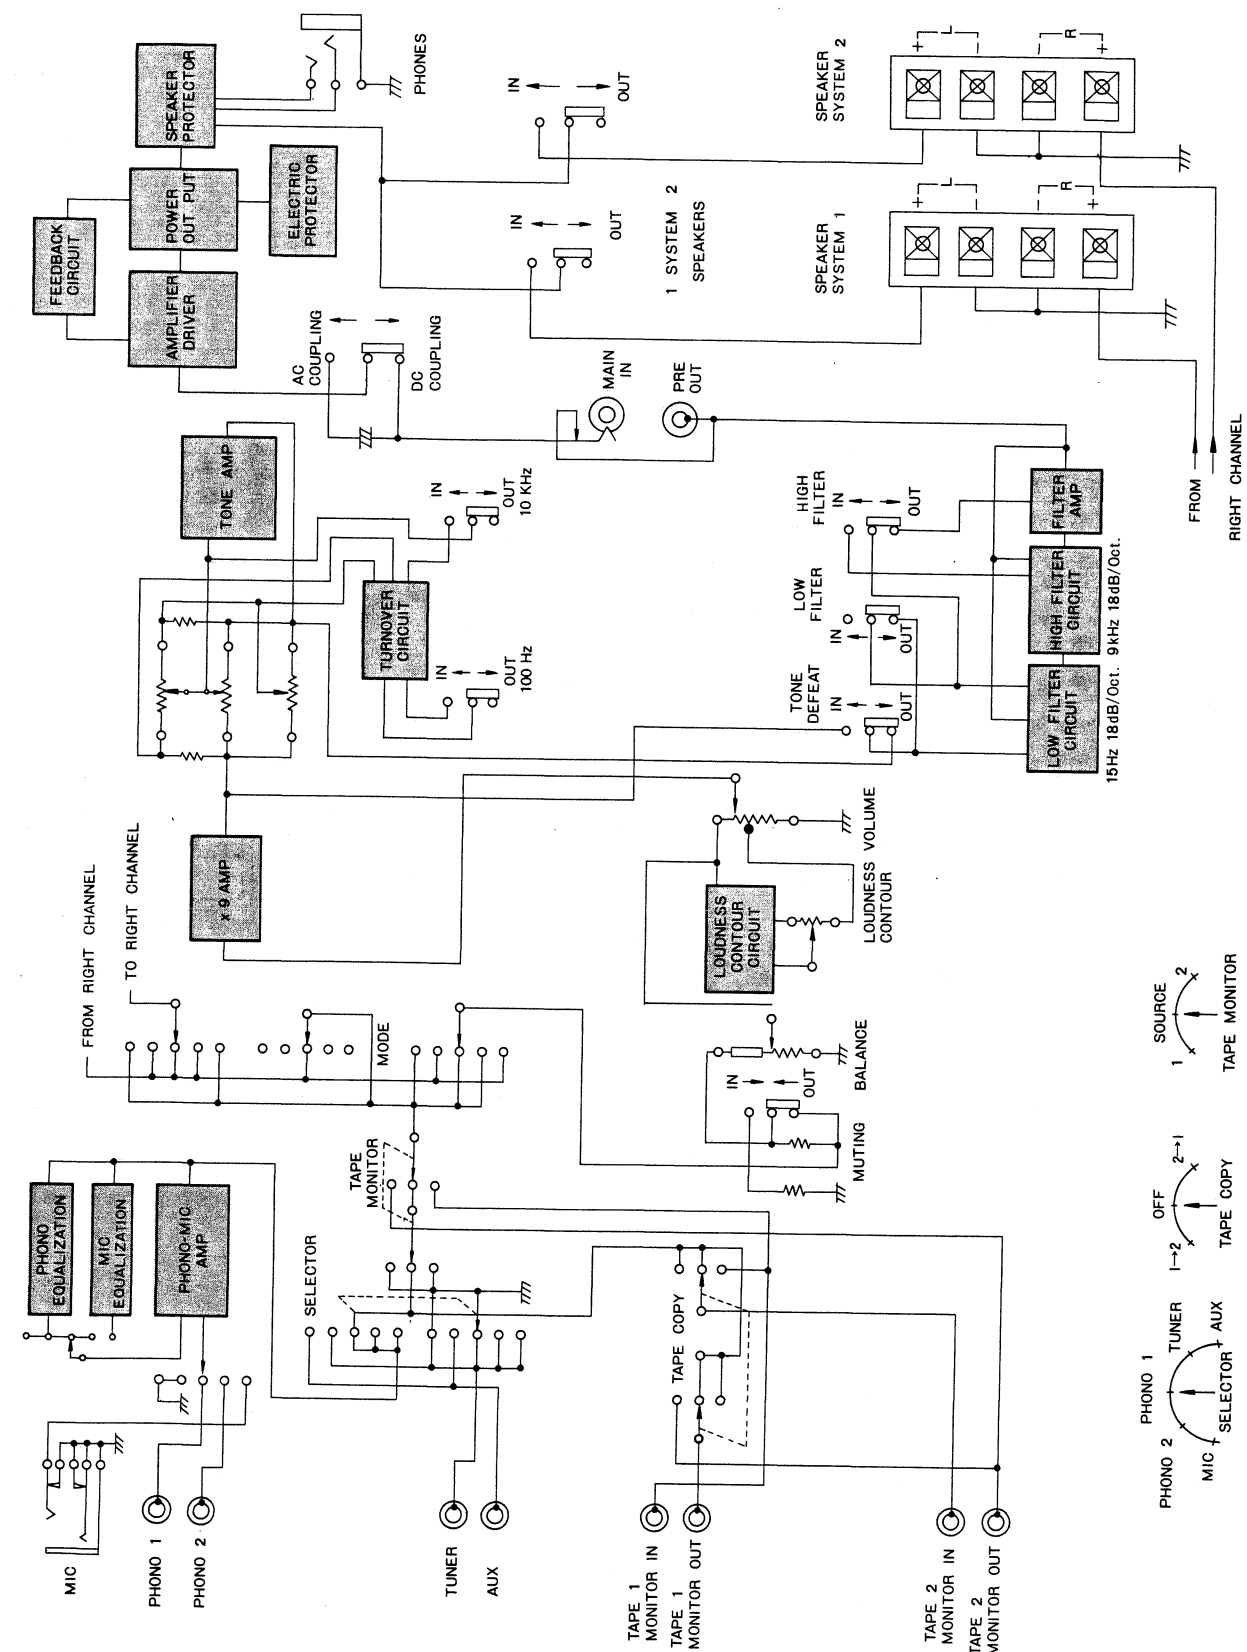 MIC
PHONO 1
PHONO 2
TUNER
AUX
TAPE 1
MONITOR IN
TAPE 1
MONITOR OUT
TAPE 2
MONITOR IN
TAPE 2
MONITOR OUT
PHONO
EQUALIZATION
MIC
EQUALIZATION
PHONO-MIC
AMP
SELECTOR
TAPE
MONITOR
TAPE COPY
FROM RIGHT CHANNEL
TO RIGHT CHANNEL
MODE
IN
OUT
MUTING
BALANCE
LOUDNESS
CONTOUR
CIRCUIT
LOUDNESS VOLUME
CONTOUR
x 9 AMP
TONE AMP
TURNOVER
CIRCUIT
IN
OUT
100 Hz
IN
OUT
10 KHz
TONE
DEFEAT
IN
OUT
LOW
FILTER
IN
OUT
HIGH
FILTER
IN
OUT
LOW FILTER
CIRCUIT
15Hz 18dB/Oct.
HIGH FILTER
CIRCUIT
9kHz 18dB/Oct.
FILTER
AMP
PRE
OUT
MAIN
IN
AC
COUPLING
DC
COUPLING
FEEDBACK
CIRCUIT
AMPLIFIER
DRIVER
POWER
OUT PUT
ELECTRIC
PROTECTOR
SPEAKER
PROTECTOR
PHONES
IN
OUT
IN
OUT
1 SYSTEM 2
SPEAKERS
SPEAKER
SYSTEM 1
+ L
R +
SPEAKER
SYSTEM 2
+ L
R +
FROM
RIGHT CHANNEL
MIC
PHONO 2
PHONO 1
TUNER
AUX
SELECTOR
1→2
OFF
2→1
TAPE COPY
1
SOURCE
2
TAPE MONITOR